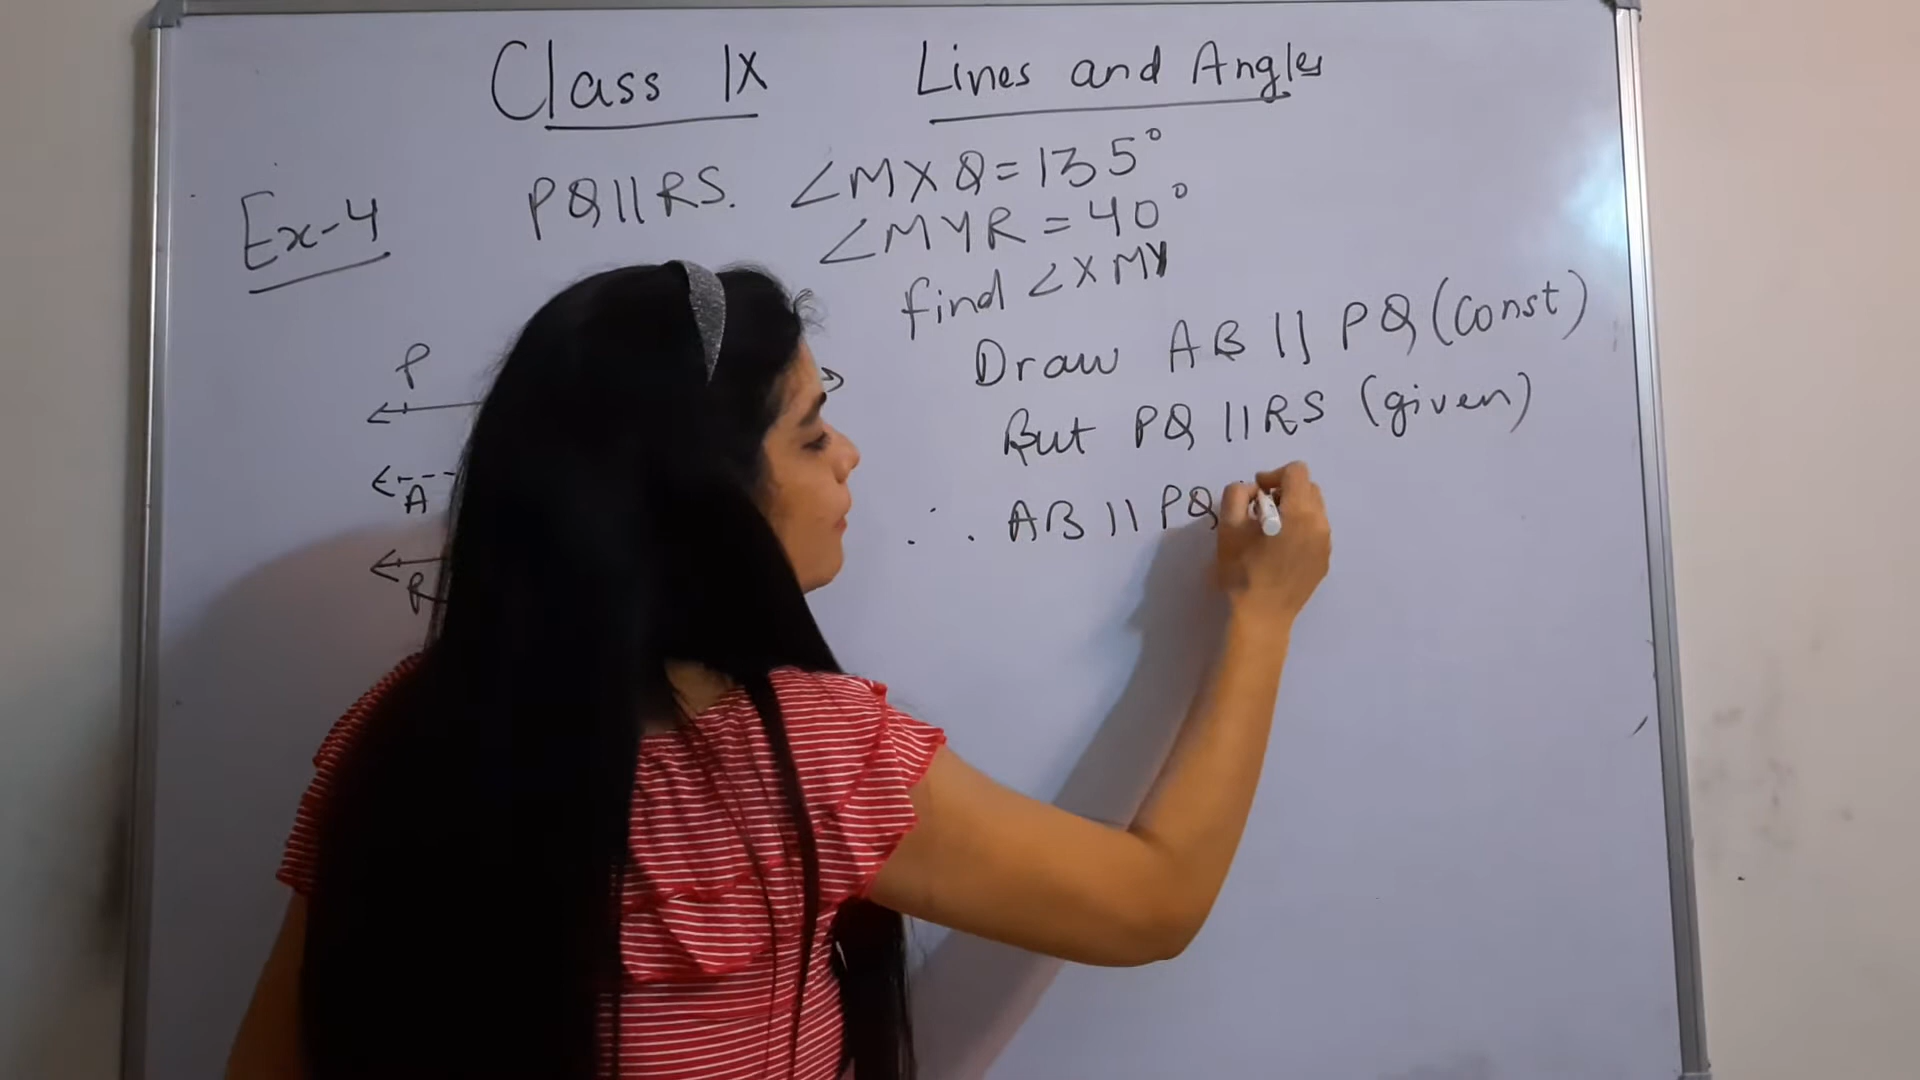 Class IX Lines and Angles
Ex-4
PQ||RS. ∠MXQ=135°
∠MYR=40°
find ∠XMY
Draw AB || PQ (const)
But PQ ||RS (given)
∴ AB || PQ
P
A
R